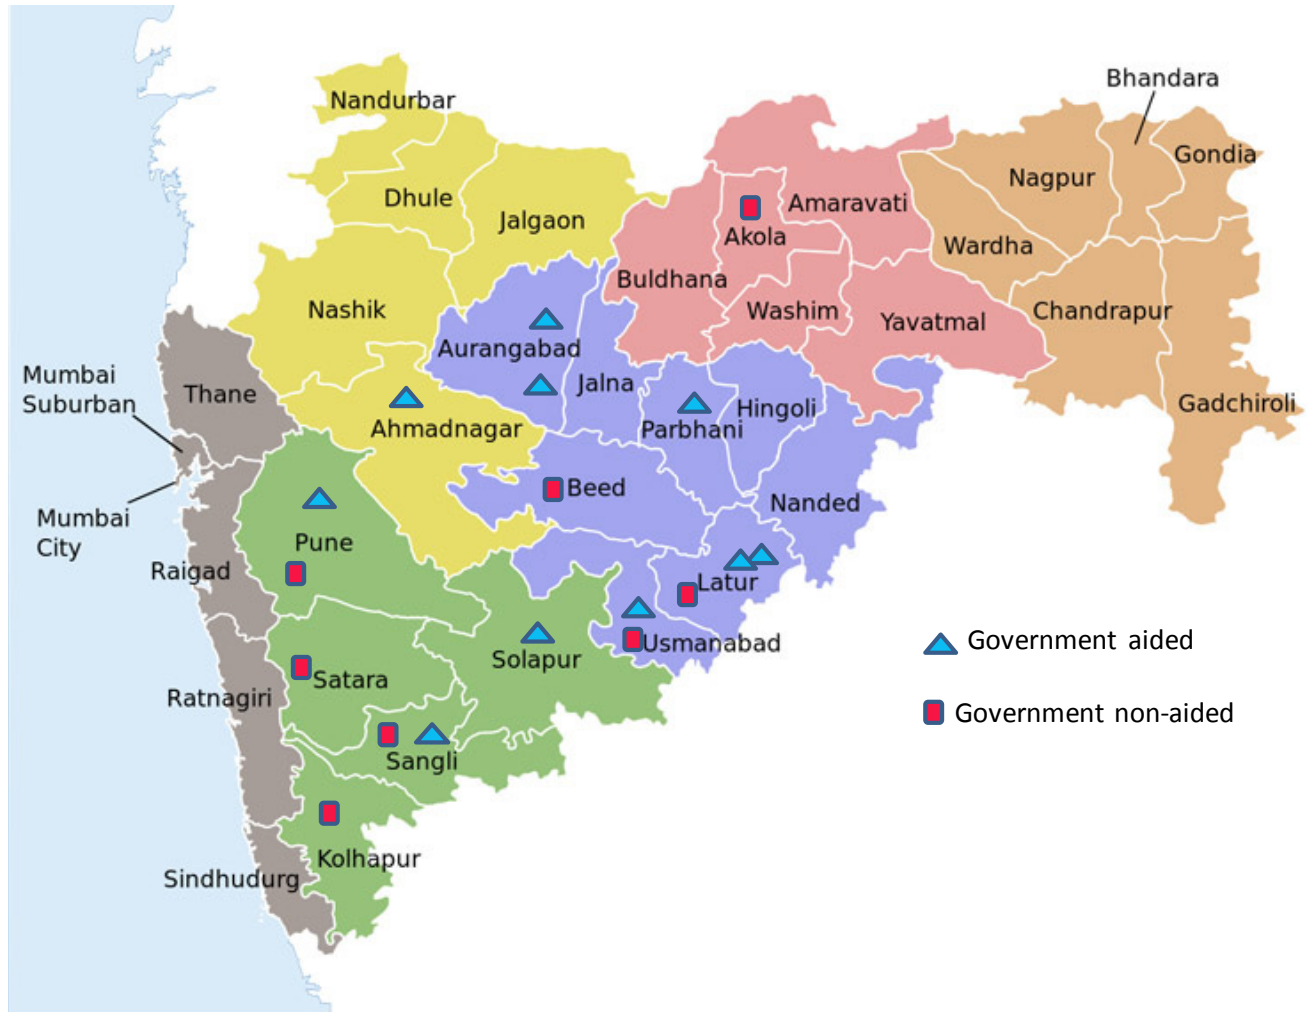 Bhandara
Nandurbar
Gondia
Nagpur
Dhule
Amaravati
Jalgaon
Akola
Wardha
Buldhana
Nashik
Washim
Chandrapur
Yavatmal
Aurangabad
Mumbai
Suburban
Thane
Jalna
Hingoli
Gadchiroli
Ahmadnagar
Parbhani
Beed
Nanded
Mumbai
City
Pune
Raigad
Latur
Government aided
Usmanabad
Solapur
Satara
Ratnagiri
Government non-aided
Sangli
Kolhapur
Sindhudurg